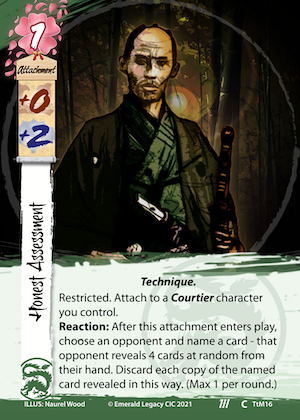 1
Attachment
+0
+2
Honest Assessment
Technique.
Restricted. Attach to a Courtier character
you control.
Reaction: After this attachment enters play,
choose an opponent and name a card - that
opponent reveals 4 cards at random from
their hand. Discard each copy of the named
card revealed in this way. (Max 1 per round.)
ILLUS: Naurel Wood © Emerald Legacy CIC 2021 C TtM16